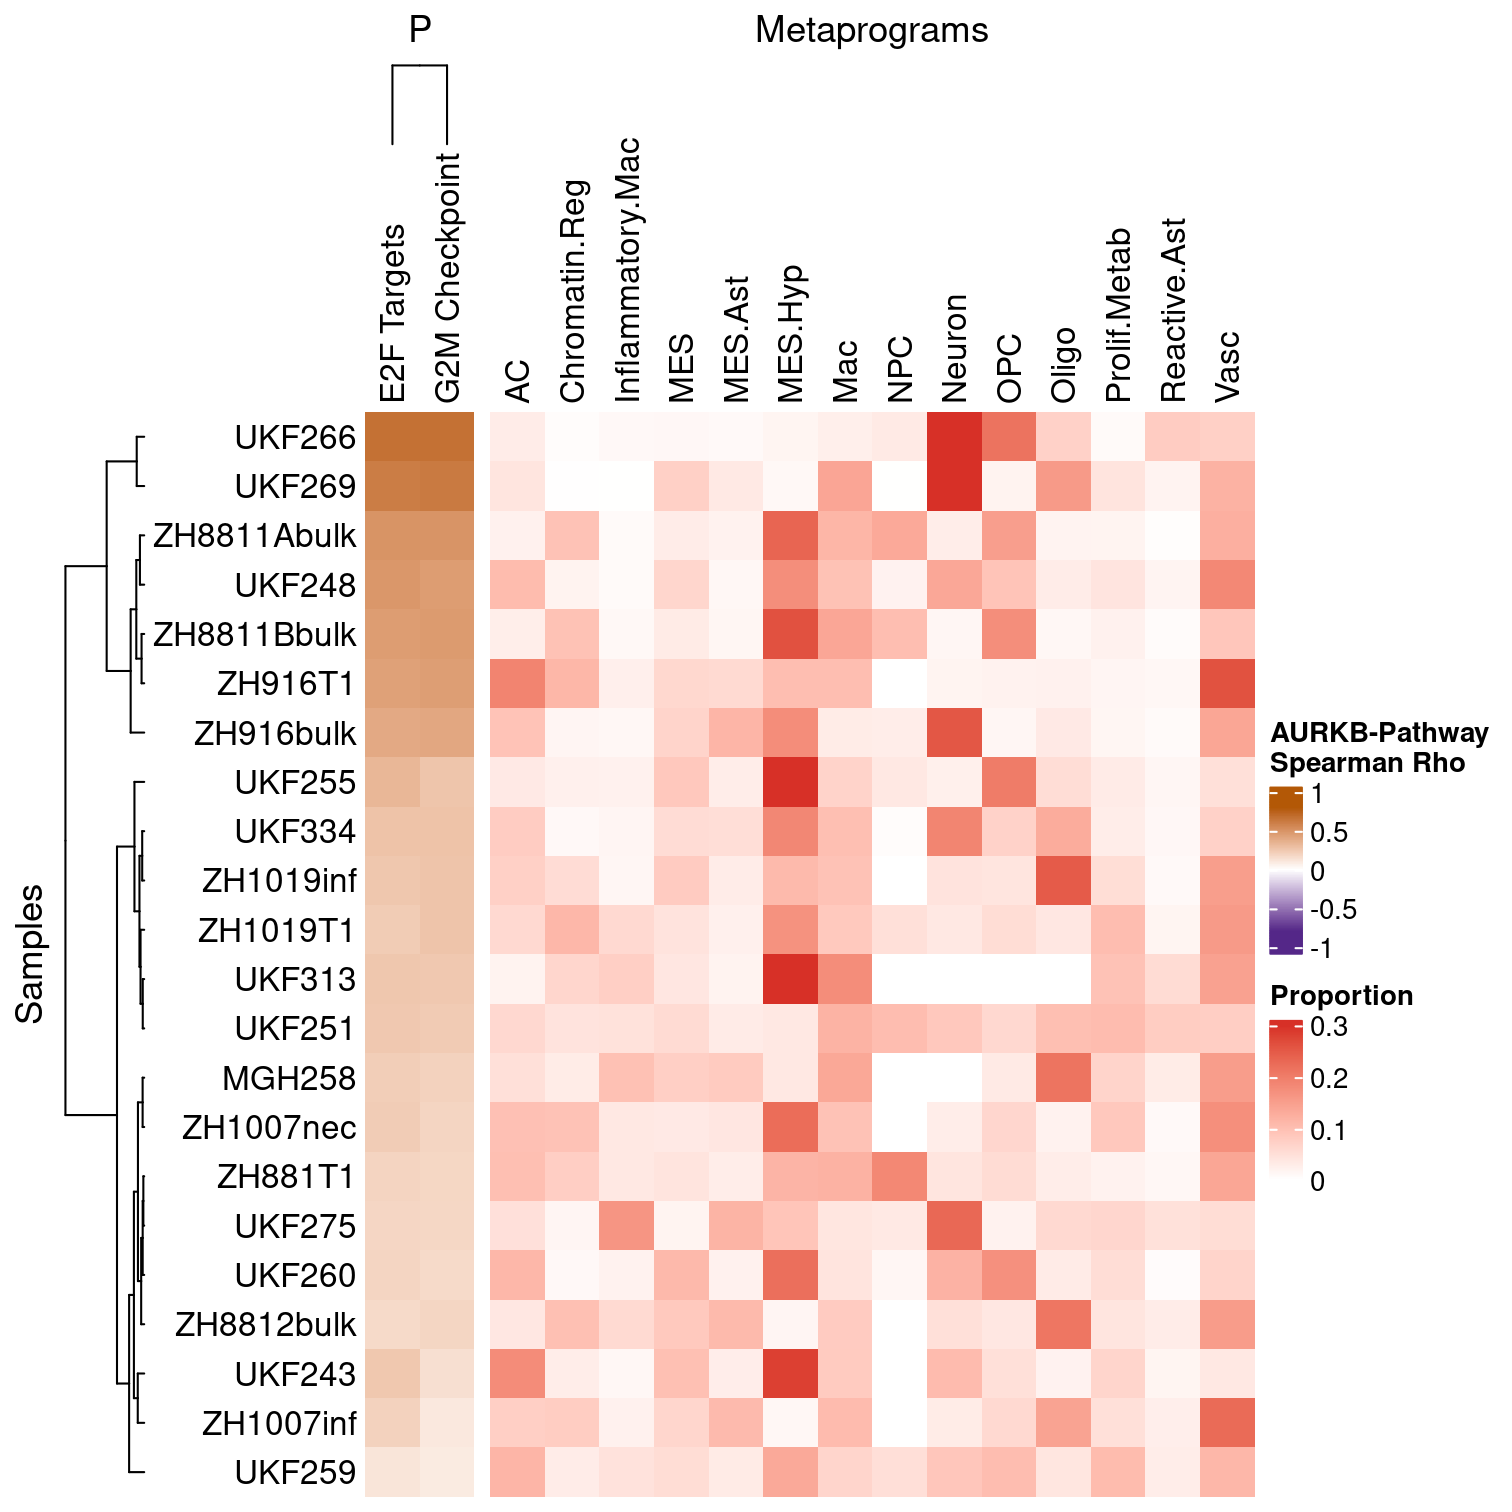 P
Metaprograms
E2F Targets
G2M Checkpoint
AC
Chromatin.Reg
Inflammatory.Mac
MES
MES.Ast
MES.Hyp
Mac
NPC
Neuron
OPC
Oligo
Prolif.Metab
Reactive.Ast
Vasc
Samples
UKF266
UKF269
ZH8811Abulk
UKF248
ZH8811Bbulk
ZH916T1
ZH916bulk
UKF255
UKF334
ZH1019inf
ZH1019T1
UKF313
UKF251
MGH258
ZH1007nec
ZH881T1
UKF275
UKF260
ZH8812bulk
UKF243
ZH1007inf
UKF259
AURKB-Pathway
Spearman Rho
1
0.5
0
-0.5
-1
Proportion
0.3
0.2
0.1
0